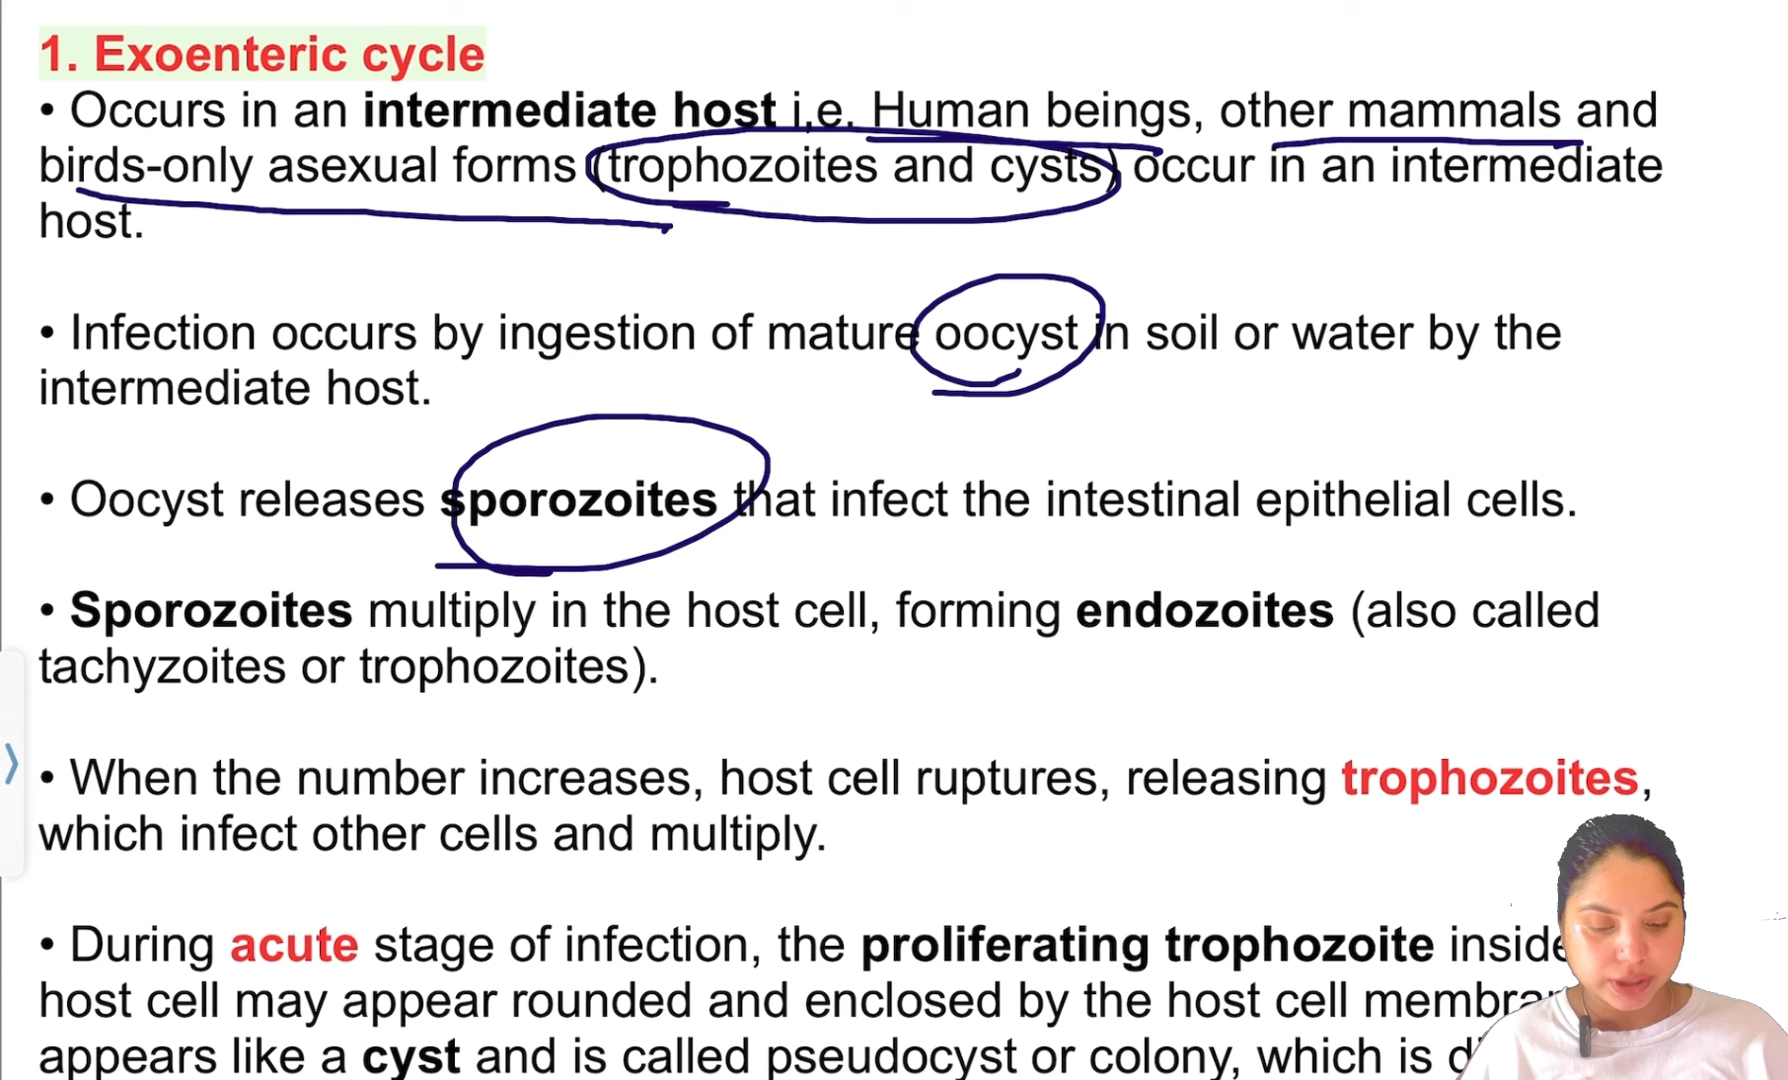 1. Exoenteric cycle
• Occurs in an intermediate host i.e. Human beings, other mammals and
birds-only asexual forms (trophozoites and cysts) occur in an intermediate
host.
• Infection occurs by ingestion of mature oocyst in soil or water by the
intermediate host.
• Oocyst releases sporozoites that infect the intestinal epithelial cells.
• Sporozoites multiply in the host cell, forming endozoites (also called
tachyzoites or trophozoites).
• When the number increases, host cell ruptures, releasing trophozoites,
which infect other cells and multiply.
• During acute stage of infection, the proliferating trophozoite inside
host cell may appear rounded and enclosed by the host cell
appears like a cyst and is called pseudocyst or colony, which is